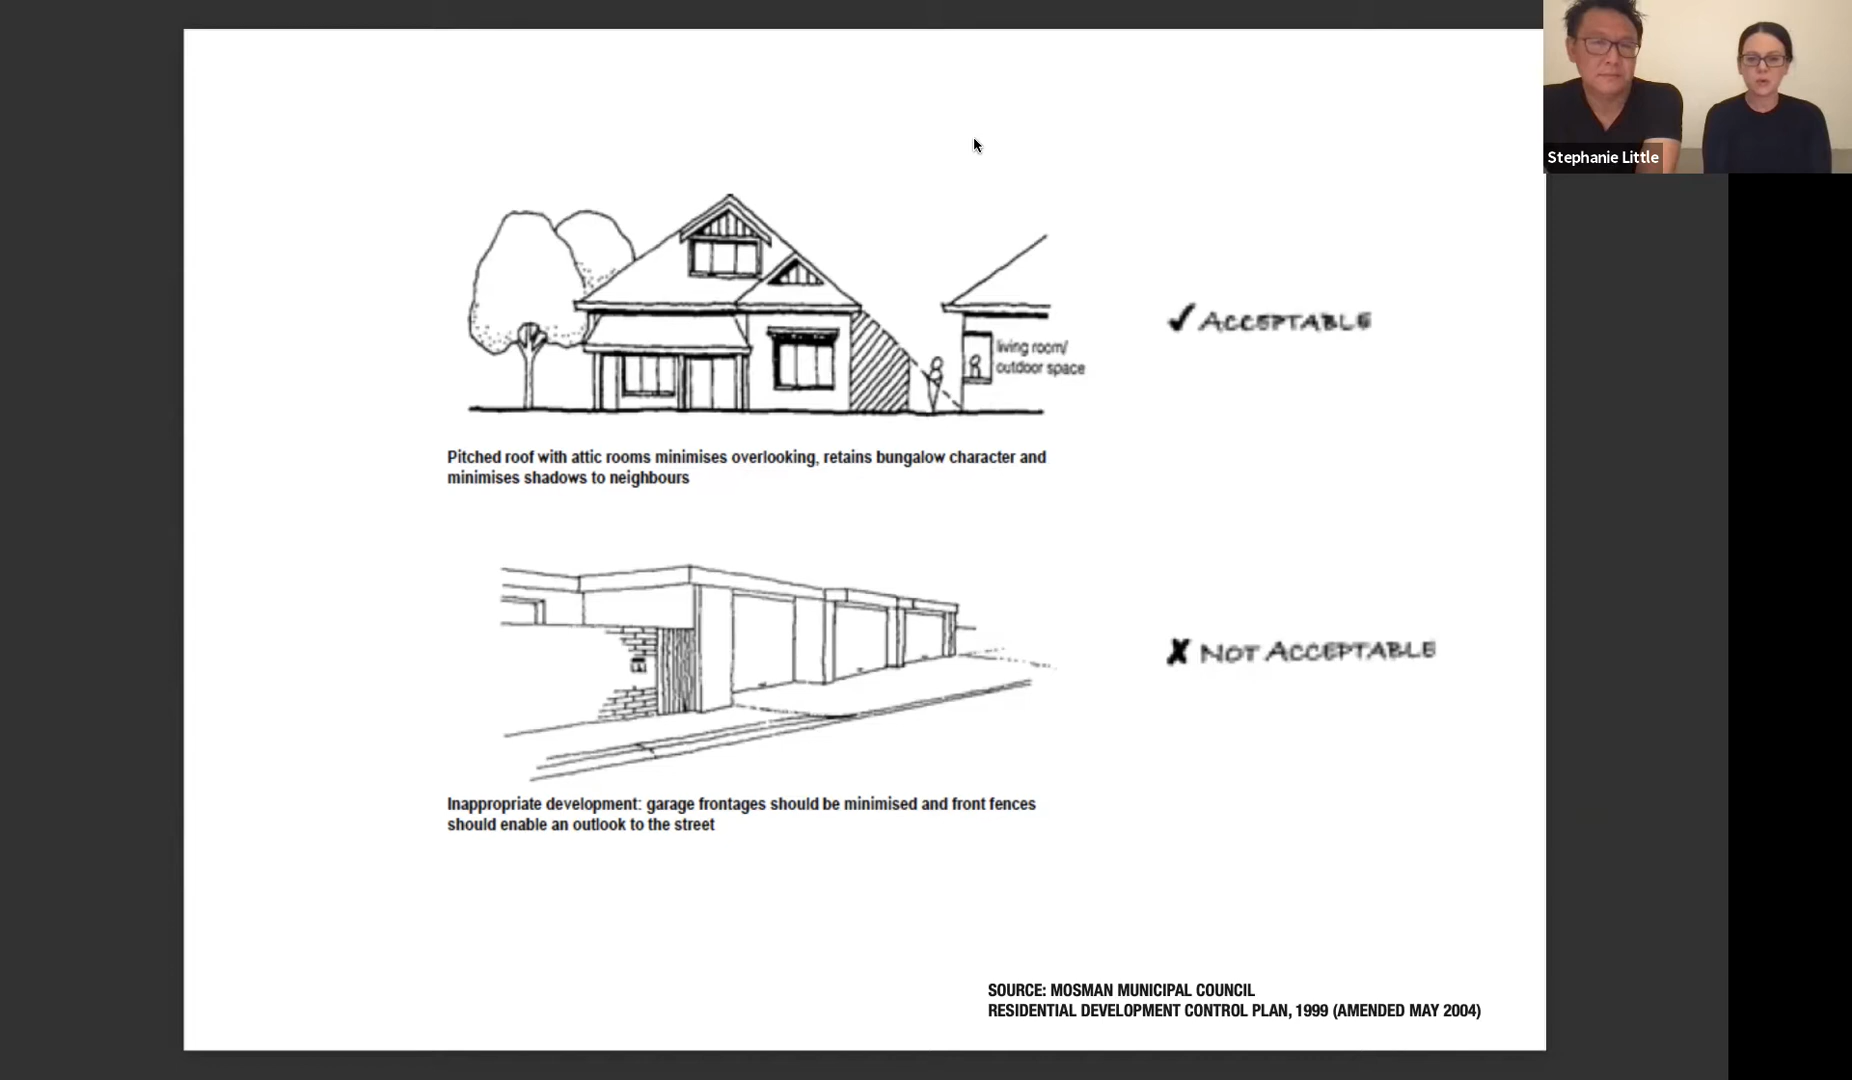 Stephanie Little
✓ ACCEPTABLE
living room/
outdoor space
Pitched roof with attic rooms minimises overlooking, retains bungalow character and
minimises shadows to neighbours
✗ NOT ACCEPTABLE
Inappropriate development: garage frontages should be minimised and front fences
should enable an outlook to the street
SOURCE: MOSMAN MUNICIPAL COUNCIL
RESIDENTIAL DEVELOPMENT CONTROL PLAN, 1999 (AMENDED MAY 2004)